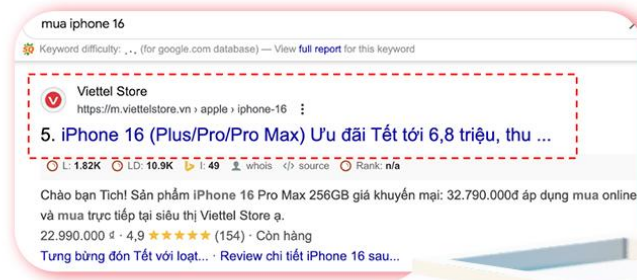 mua iphone 16
Keyword difficulty: . . . (for google.com database) — View full report for this keyword
Viettel Store
https://m.viettelstore.vn › apple › iphone-16
5. iPhone 16 (Plus/Pro/Pro Max) Ưu đãi Tết tới 6,8 triệu, thu ...
L: 1.82K LD: 10.9K I: 49 whois </> source Rank: n/a
Chào bạn Tich! Sản phẩm iPhone 16 Pro Max 256GB giá khuyến mại: 32.790.000đ áp dụng mua online
và mua trực tiếp tại siêu thị Viettel Store ạ.
22.990.000 ₫ · 4,9 ★★★★★ (154) · Còn hàng
Tưng bừng đón Tết với loạt... · Review chi tiết iPhone 16 sau...